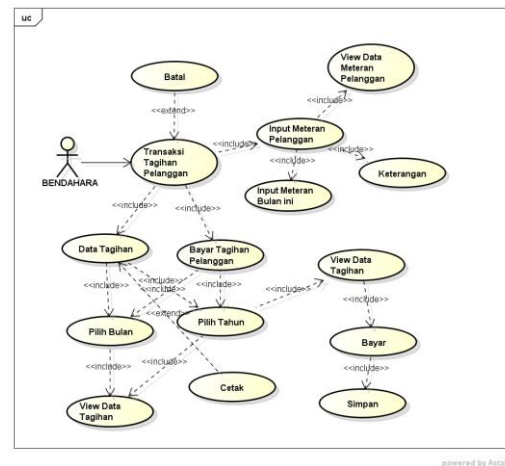 uc
View Data
Meteran
Pelanggan
Batal
<<include>>
<<extend>>
Input Meteran
Pelanggan
<<include>>
Transaksi
Tagihan
Pelanggan
<<include>>
<<include>>
Keterangan
BENDAHARA
Input Meteran
Bulan ini
<<include>>
<<include>>
Data Tagihan
Bayar Tagihan
Pelanggan
View Data
Tagihan
<<include>>
<<include>>
<<include>>
<<include>>
<<include>>
<<include>>
<<extend>>
Pilih Bulan
Pilih Tahun
Bayar
<<include>>
<<include>>
<<include>>
Cetak
View Data
Tagihan
Simpan
powered by Asta